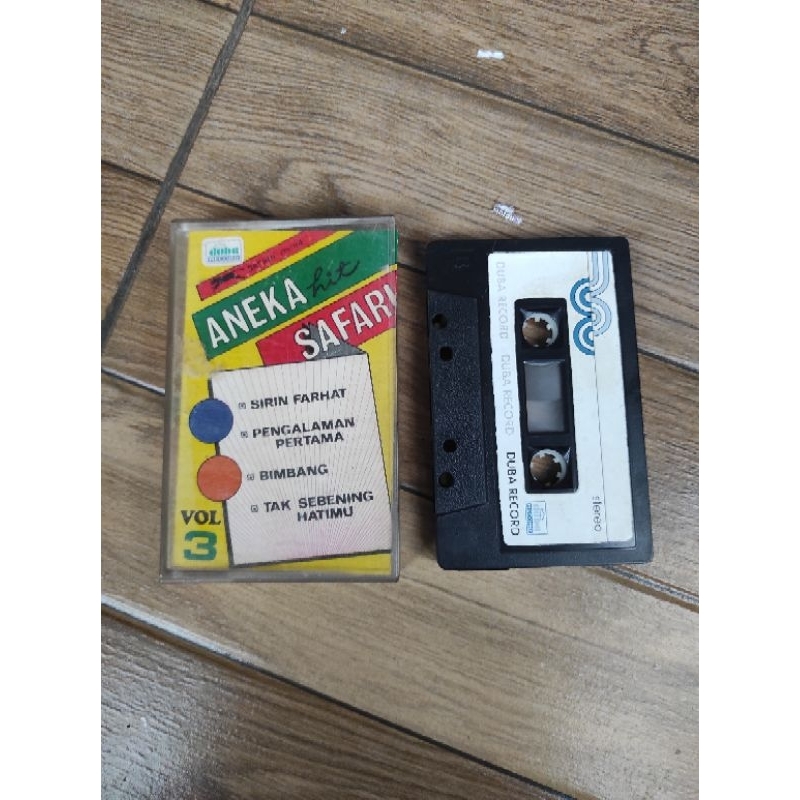 duba
ANEKA hit
SAFARI
SIRIN FARHAT
PENGALAMAN
PERTAMA
BIMBANG
TAK SEBENING
HATIMU
VOL
3
DUBA RECORD DUBA RECORD DUBA RECORD
stereo